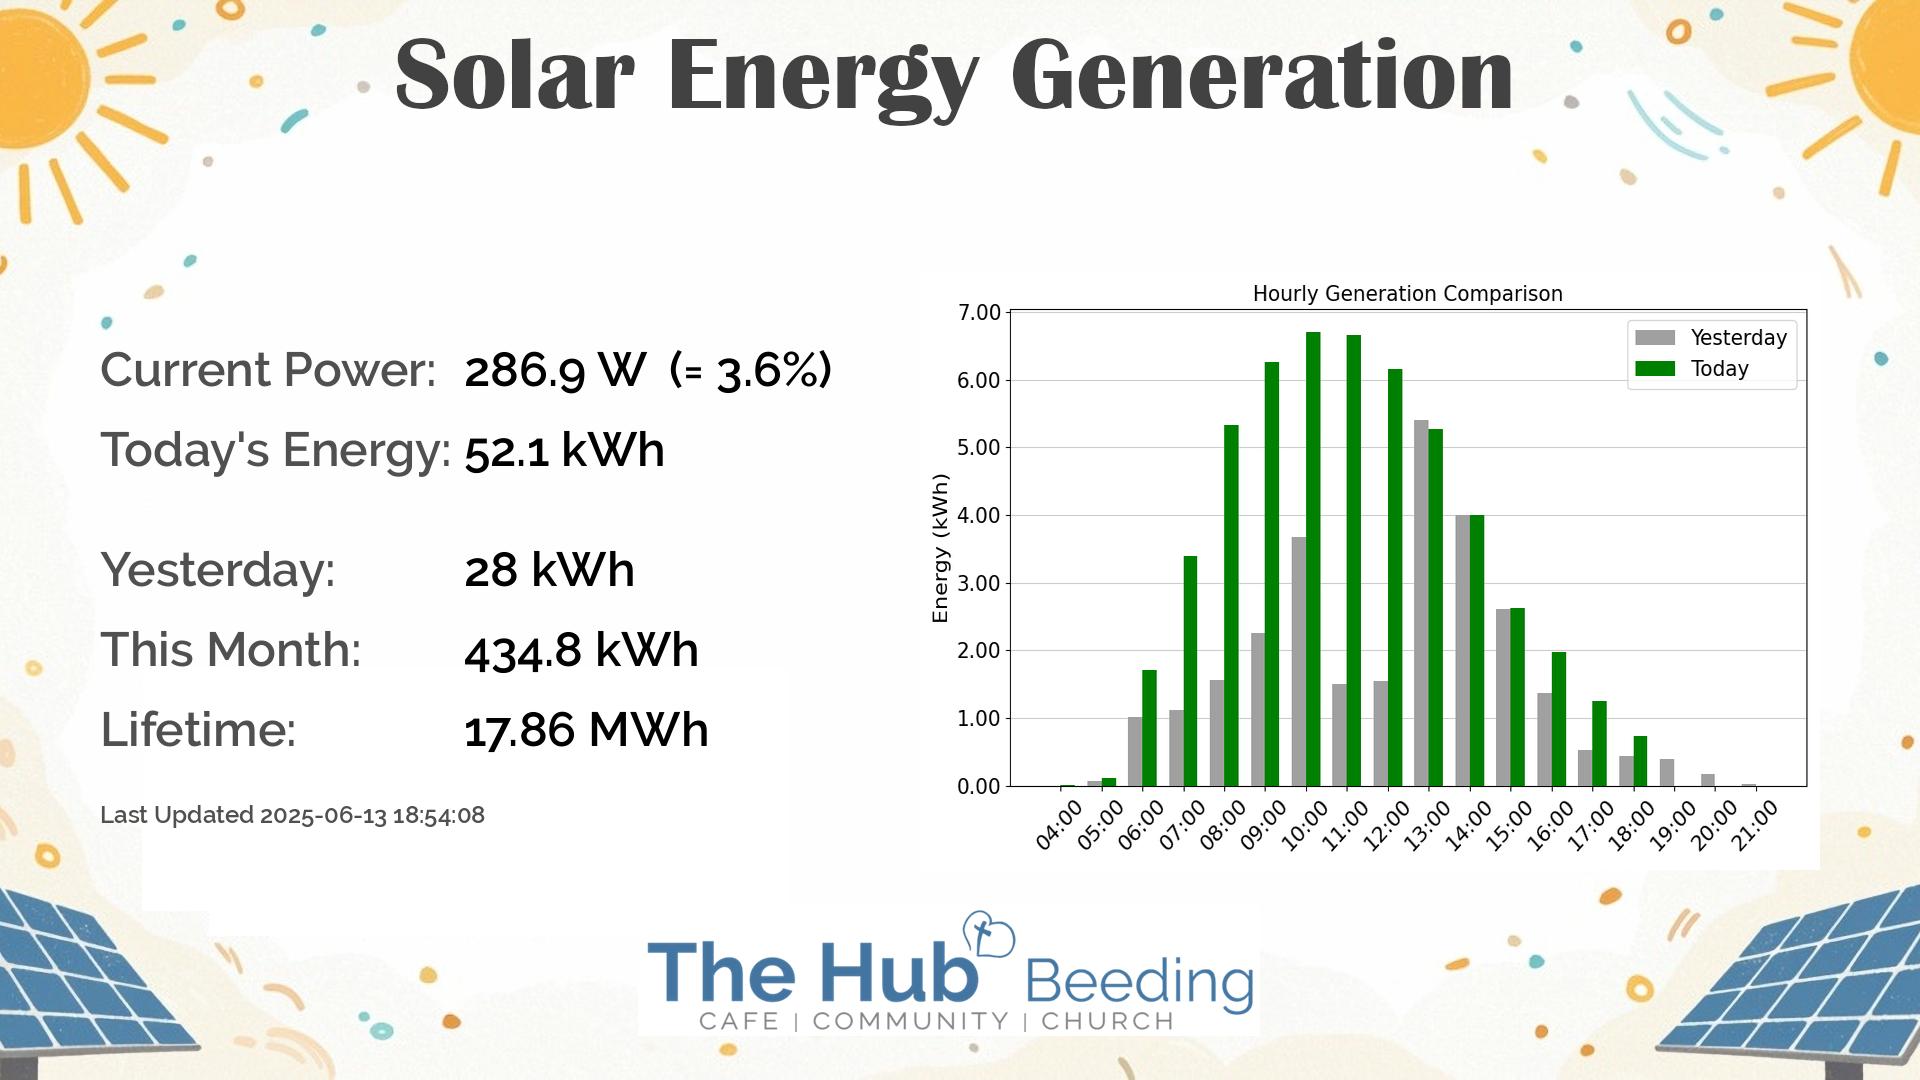 Solar Energy Generation
Current Power: 286.9 W (= 3.6%)
Today's Energy: 52.1 kWh
Yesterday: 28 kWh
This Month: 434.8 kWh
Lifetime: 17.86 MWh
Last Updated 2025-06-13 18:54:08
Hourly Generation Comparison
Yesterday
Today
Energy (kWh)
7.00
6.00
5.00
4.00
3.00
2.00
1.00
0.00
04:00 05:00 06:00 07:00 08:00 09:00 10:00 11:00 12:00 13:00 14:00 15:00 16:00 17:00 18:00 19:00 20:00 21:00
The Hub Beeding
CAFE | COMMUNITY | CHURCH